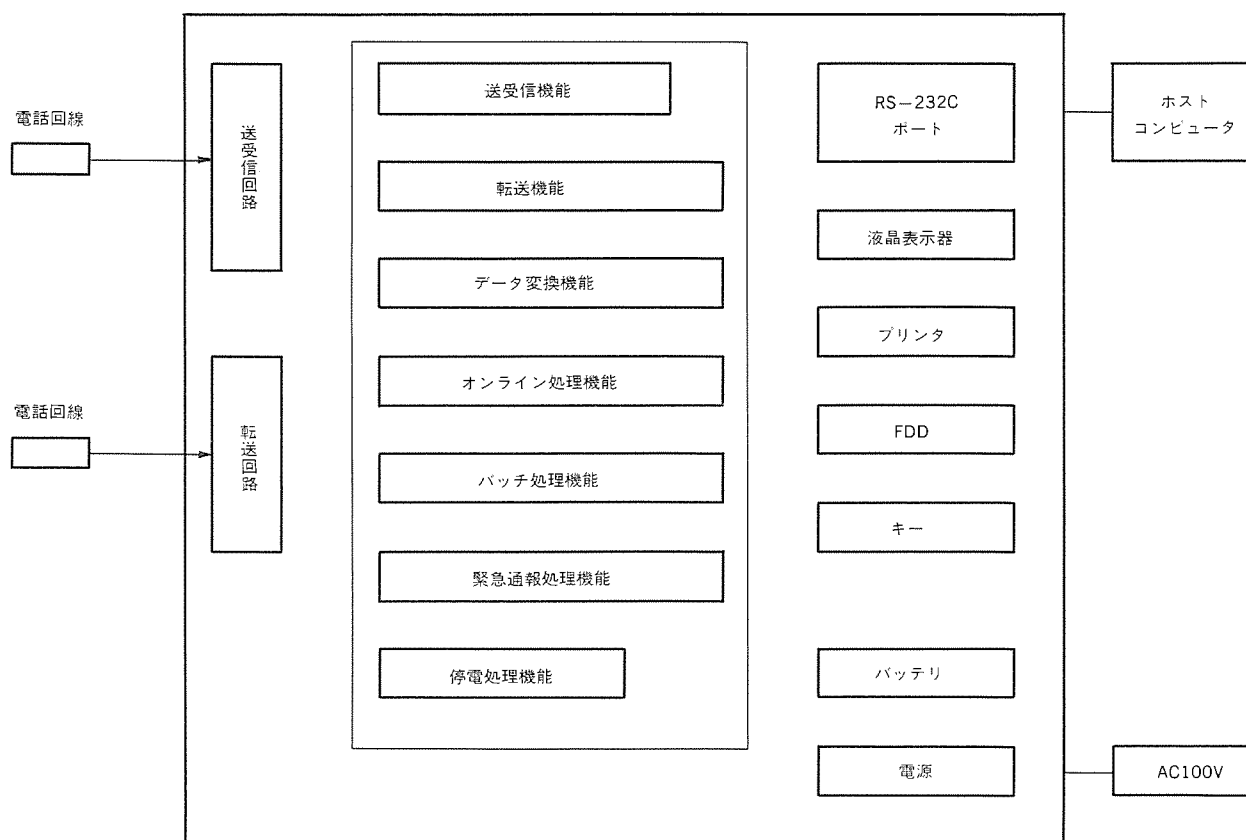 電話回線
送受信回路
電話回線
転送回路
送受信機能
転送機能
データ変換機能
オンライン処理機能
バッチ処理機能
緊急通報処理機能
停電処理機能
RS-232C
ポート
液晶表示器
プリンタ
FDD
キー
バッテリ
電源
ホスト
コンピュータ
AC100V